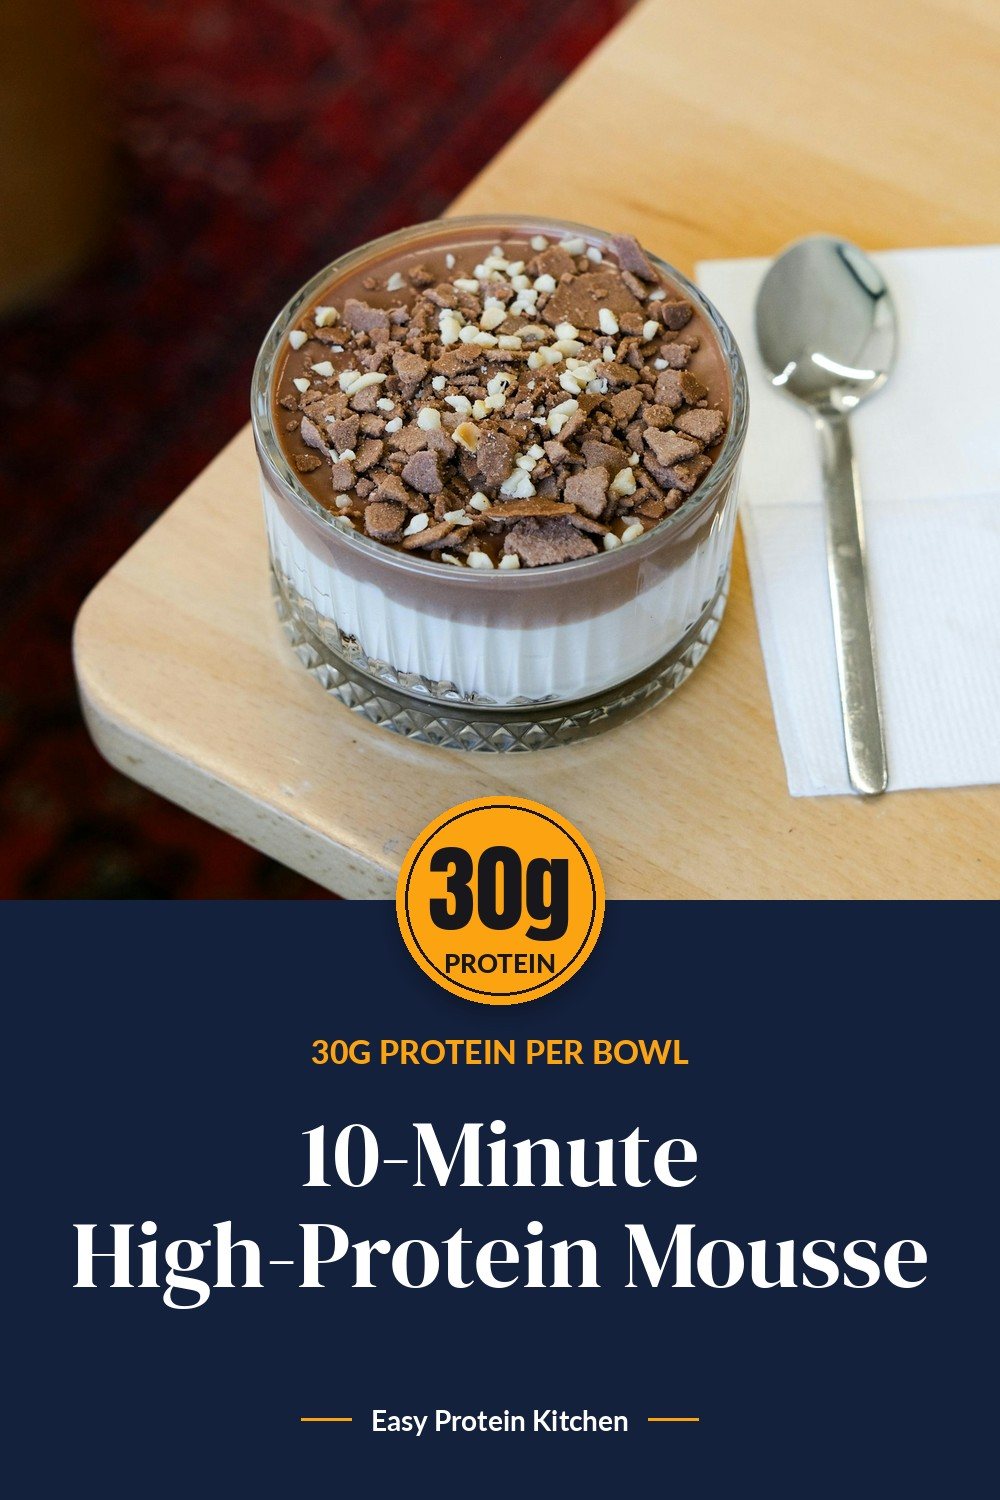 30g
PROTEIN
30G PROTEIN PER BOWL
10-Minute
High-Protein Mousse
Easy Protein Kitchen